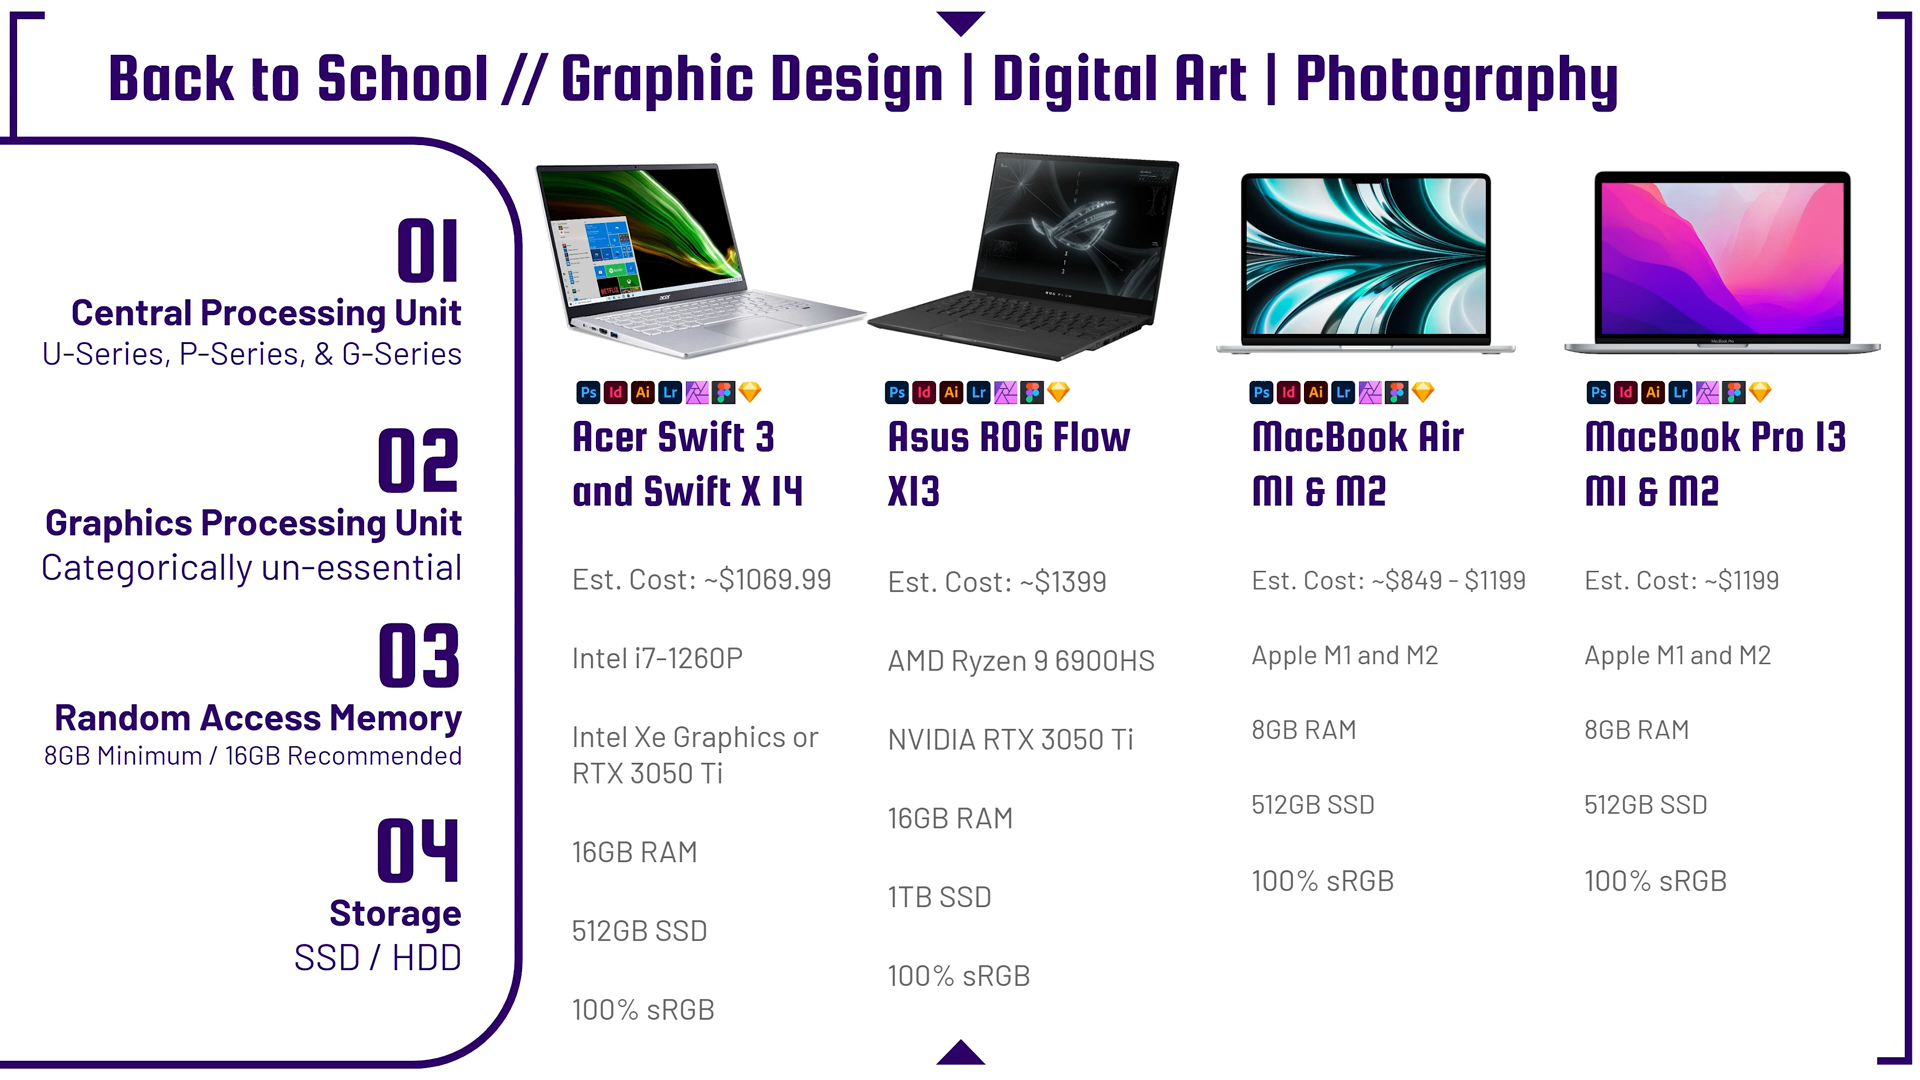 Back to School // Graphic Design | Digital Art | Photography
01
Central Processing Unit
U-Series, P-Series, & G-Series
02
Graphics Processing Unit
Categorically un-essential
03
Random Access Memory
8GB Minimum / 16GB Recommended
04
Storage
SSD / HDD
acer
Ps Id Ai Lr
Acer Swift 3
and Swift X 14
Est. Cost: ~$1069.99
Intel i7-1260P
Intel Xe Graphics or
RTX 3050 Ti
16GB RAM
512GB SSD
100% sRGB
Ps Id Ai Lr
Asus ROG Flow
X13
Est. Cost: ~$1399
AMD Ryzen 9 6900HS
NVIDIA RTX 3050 Ti
16GB RAM
1TB SSD
100% sRGB
Ps Id Ai Lr
MacBook Air
M1 & M2
Est. Cost: ~$849 - $1199
Apple M1 and M2
8GB RAM
512GB SSD
100% sRGB
MacBook Pro
Ps Id Ai Lr
MacBook Pro 13
M1 & M2
Est. Cost: ~$1199
Apple M1 and M2
8GB RAM
512GB SSD
100% sRGB